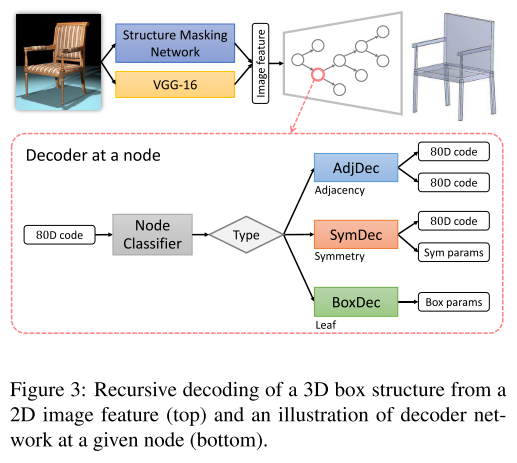 Structure Masking
Network
VGG-16
Image feature
Decoder at a node
80D code
Node
Classifier
Type
AdjDec
Adjacency
80D code
80D code
SymDec
Symmetry
80D code
Sym params
BoxDec
Leaf
Box params
Figure 3: Recursive decoding of a 3D box structure from a
2D image feature (top) and an illustration of decoder net-
work at a given node (bottom).